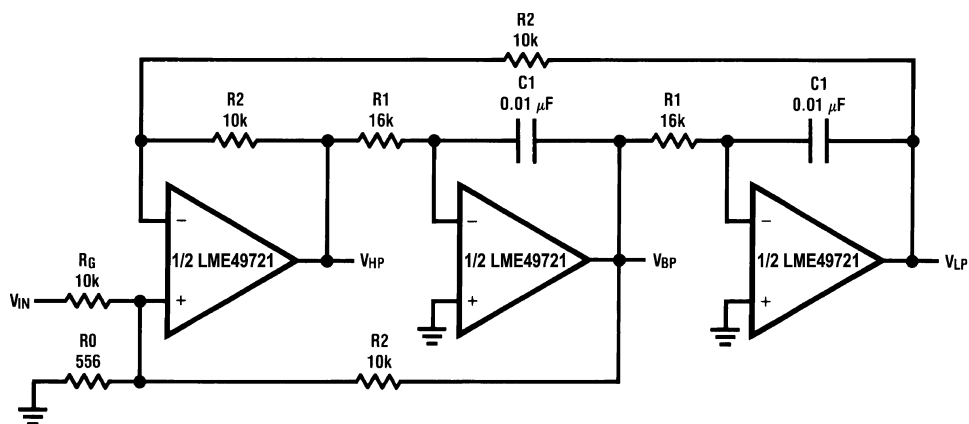 R2
10k
R2
10k
R1
16k
C1
0.01 μF
R1
16k
C1
0.01 μF
−
1/2 LME49721
+
VHP
−
1/2 LME49721
+
VBP
−
1/2 LME49721
+
VLP
RG
10k
VIN
R0
556
R2
10k